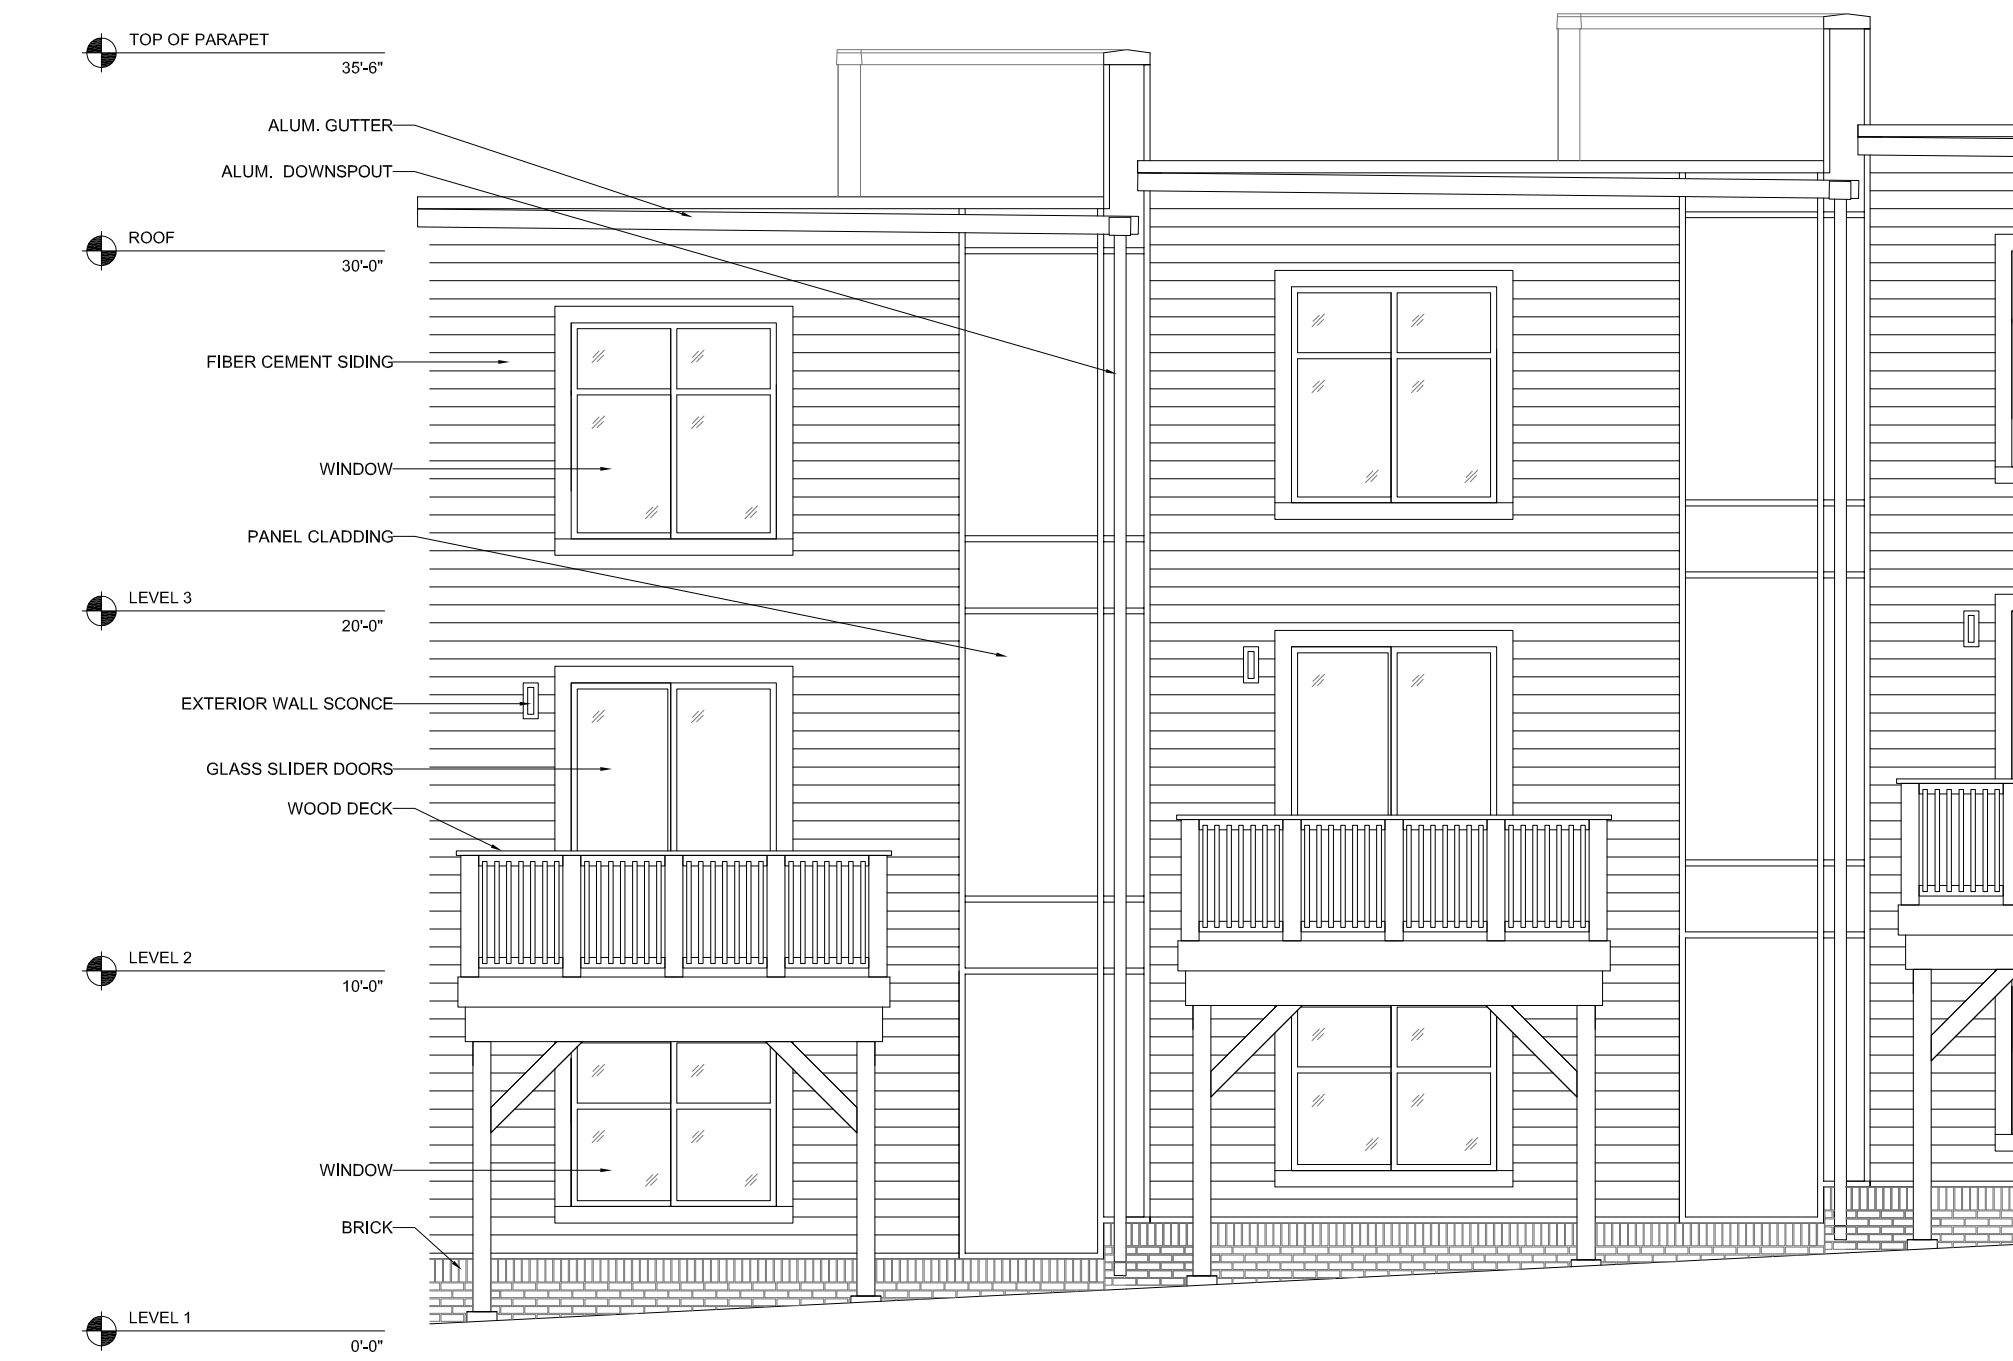 TOP OF PARAPET
35'-6"
ALUM. GUTTER
ALUM. DOWNSPOUT
ROOF
30'-0"
FIBER CEMENT SIDING
WINDOW
PANEL CLADDING
LEVEL 3
20'-0"
EXTERIOR WALL SCONCE
GLASS SLIDER DOORS
WOOD DECK
LEVEL 2
10'-0"
WINDOW
BRICK
LEVEL 1
0'-0"